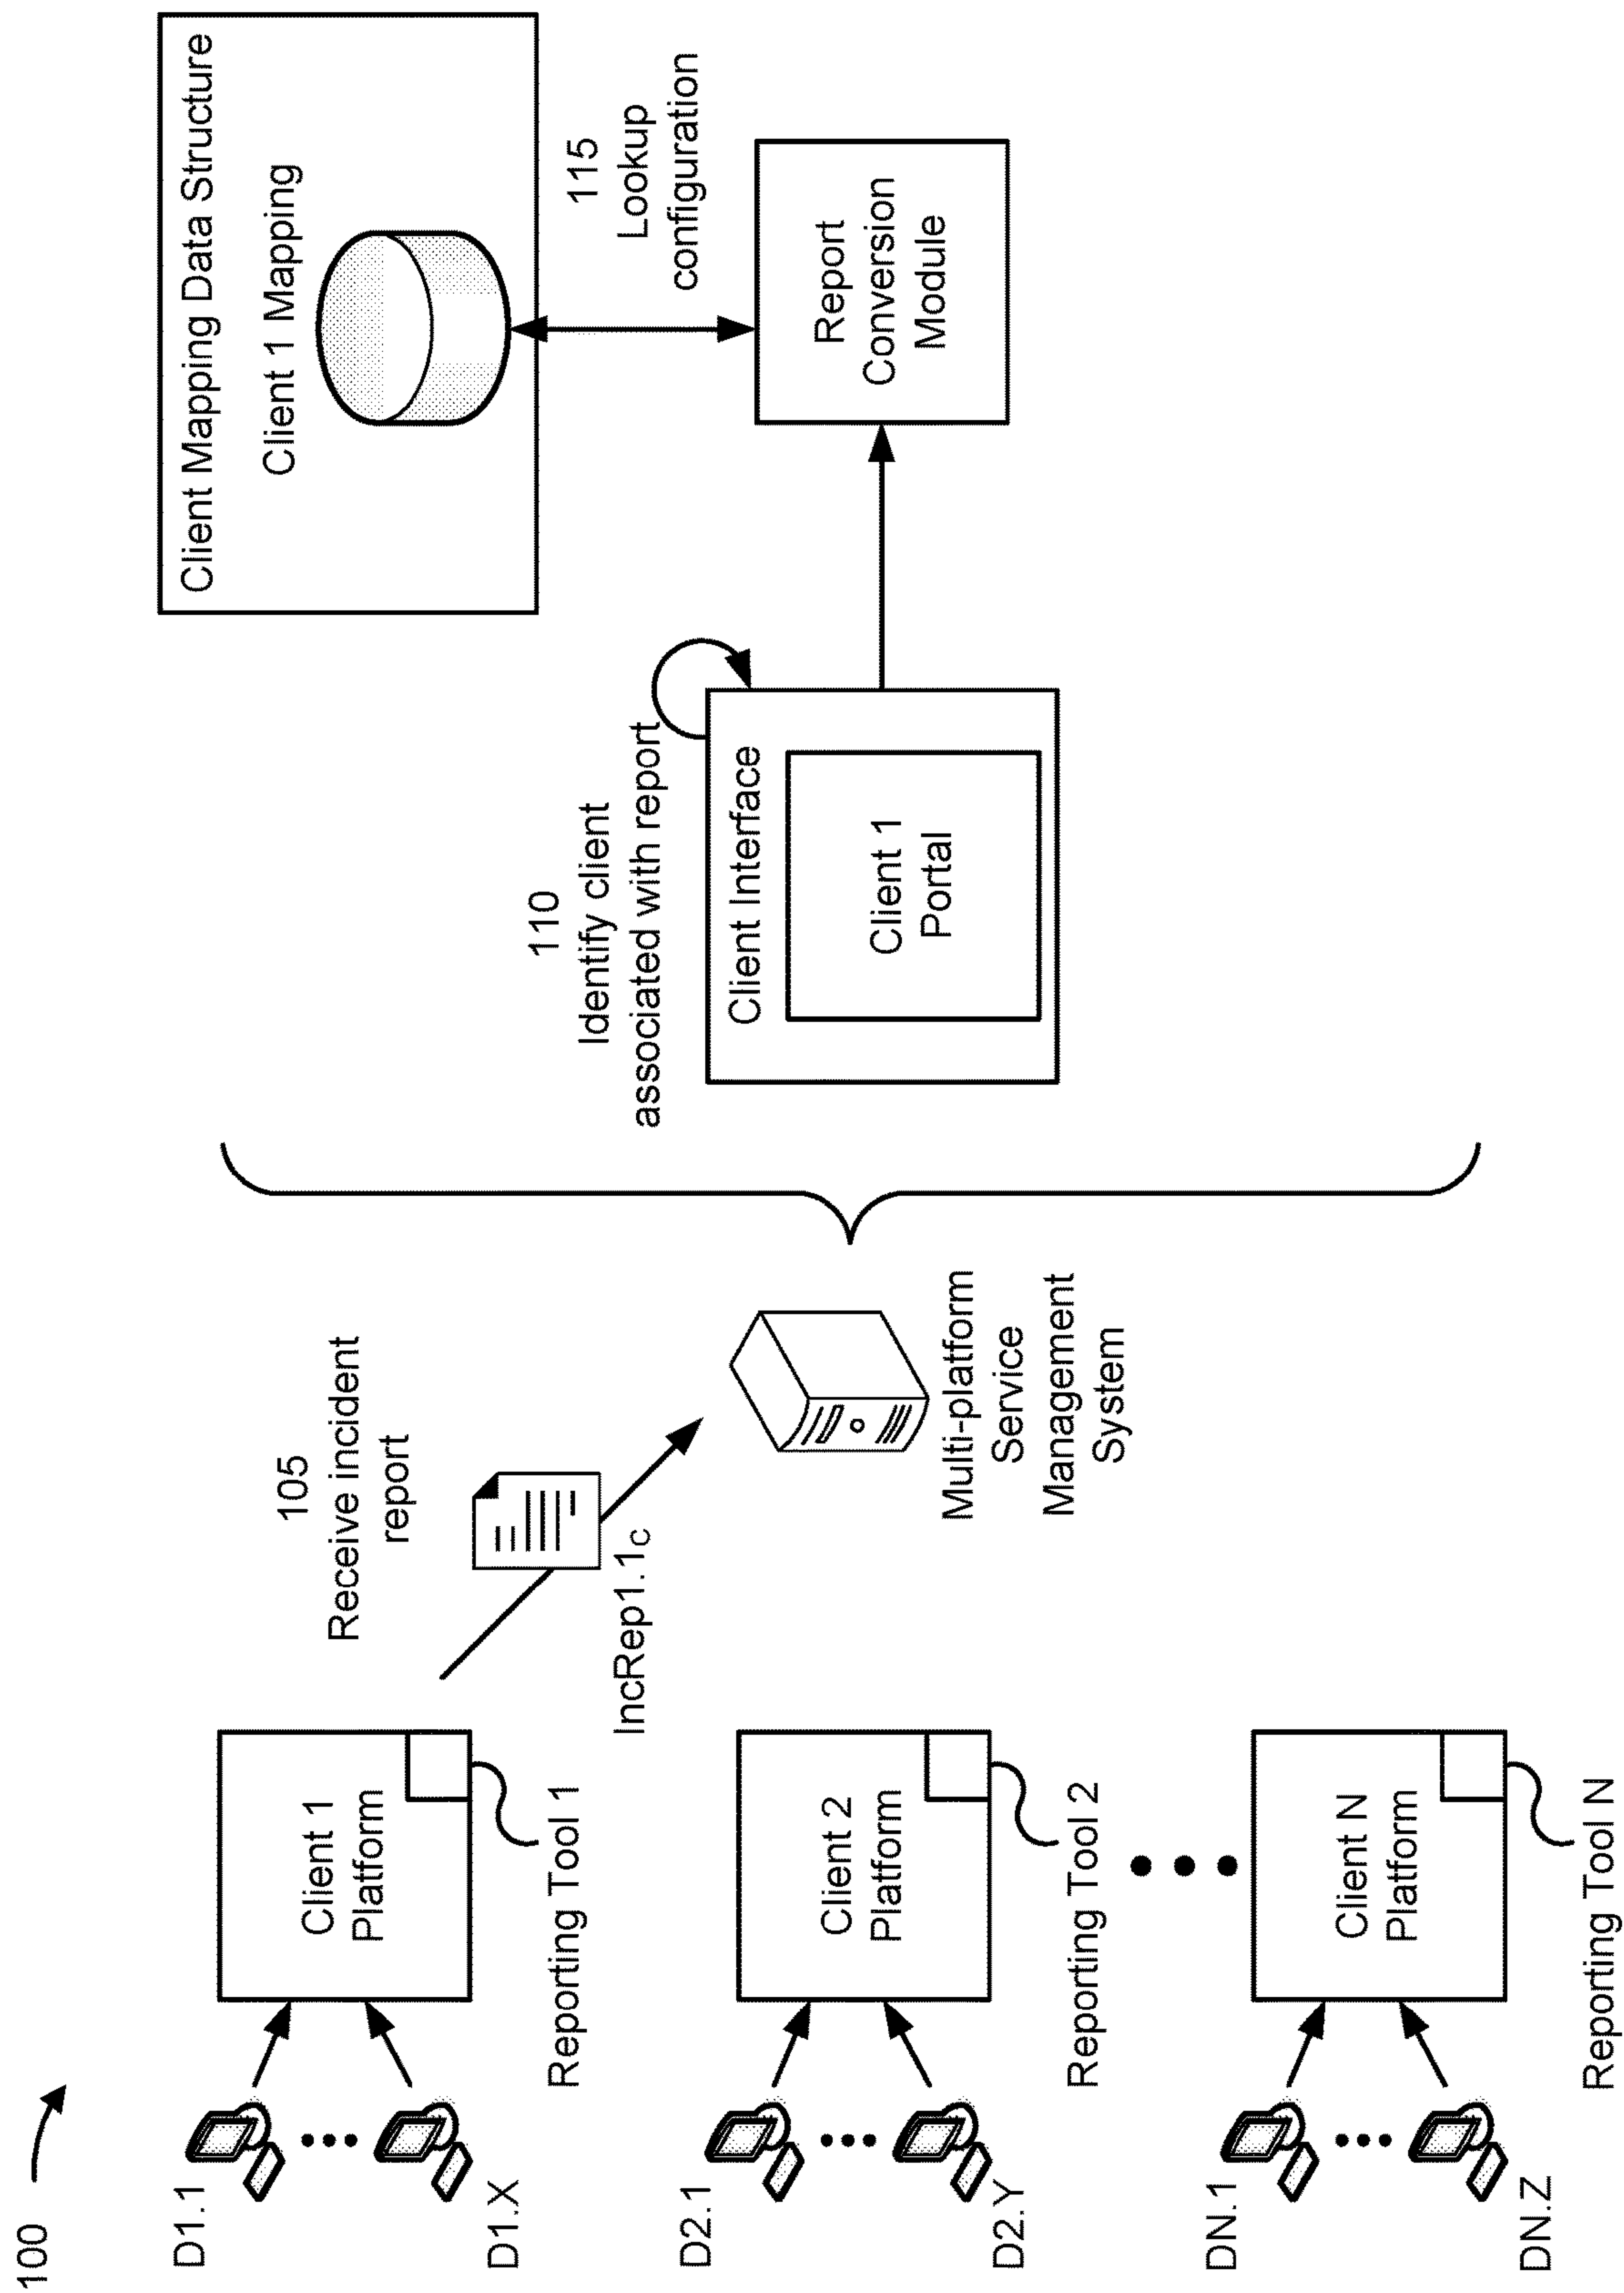 100
D1.1
D1.X
Client 1
Platform
Reporting Tool 1
D2.1
D2.Y
Client 2
Platform
Reporting Tool 2
DN.1
DN.Z
Client N
Platform
Reporting Tool N
105
Receive incident
report
IncRep1.1C
Multi-platform
Service
Management
System
110
Identify client
associated with report
Client Interface
Client 1
Portal
Client Mapping Data Structure
Client 1 Mapping
115
Lookup
configuration
Report
Conversion
Module